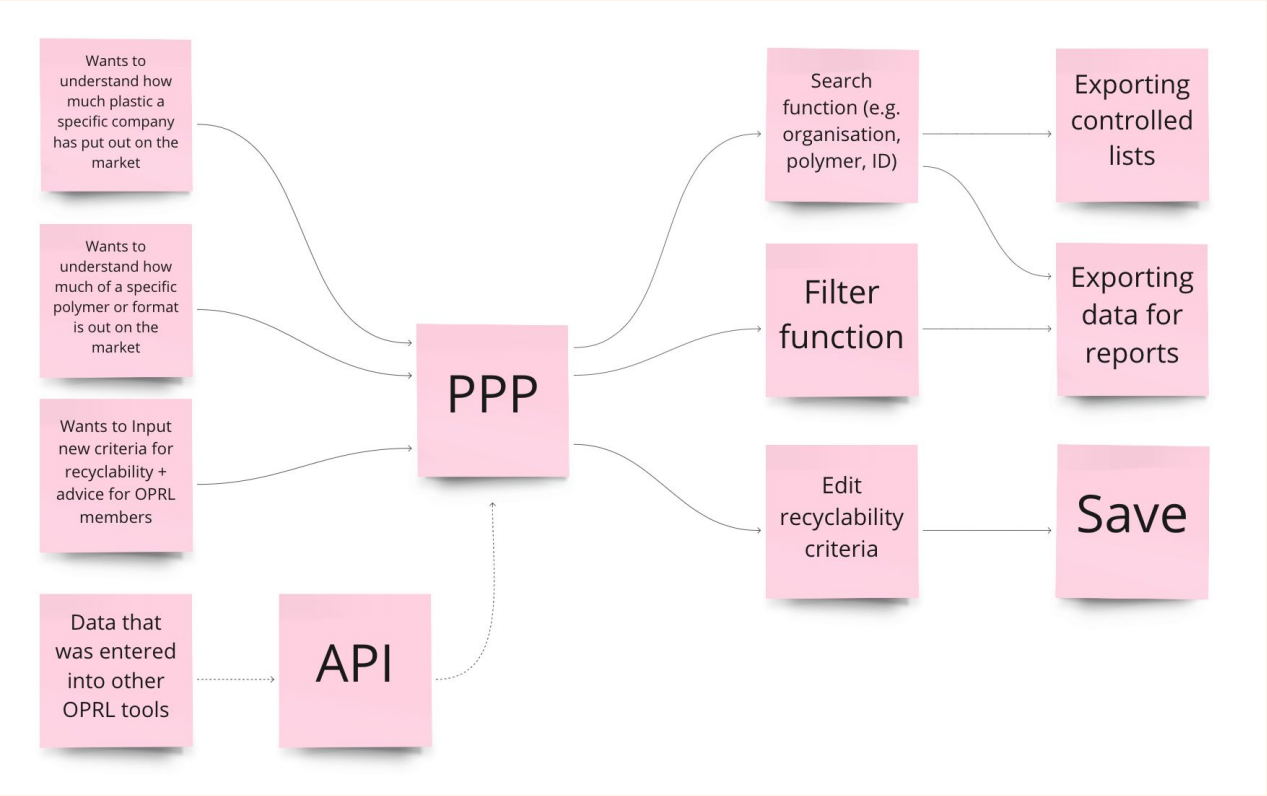 Wants to
understand how
much plastic a
specific company
has put out on the
market
Wants to
understand how
much of a specific
polymer or format
is out on the
market
Wants to Input
new criteria for
recyclability +
advice for OPRL
members
Data that
was entered
into other
OPRL tools
API
PPP
Search
function (e.g.
organisation,
polymer, ID)
Filter
function
Edit
recyclability
criteria
Exporting
controlled
lists
Exporting
data for
reports
Save